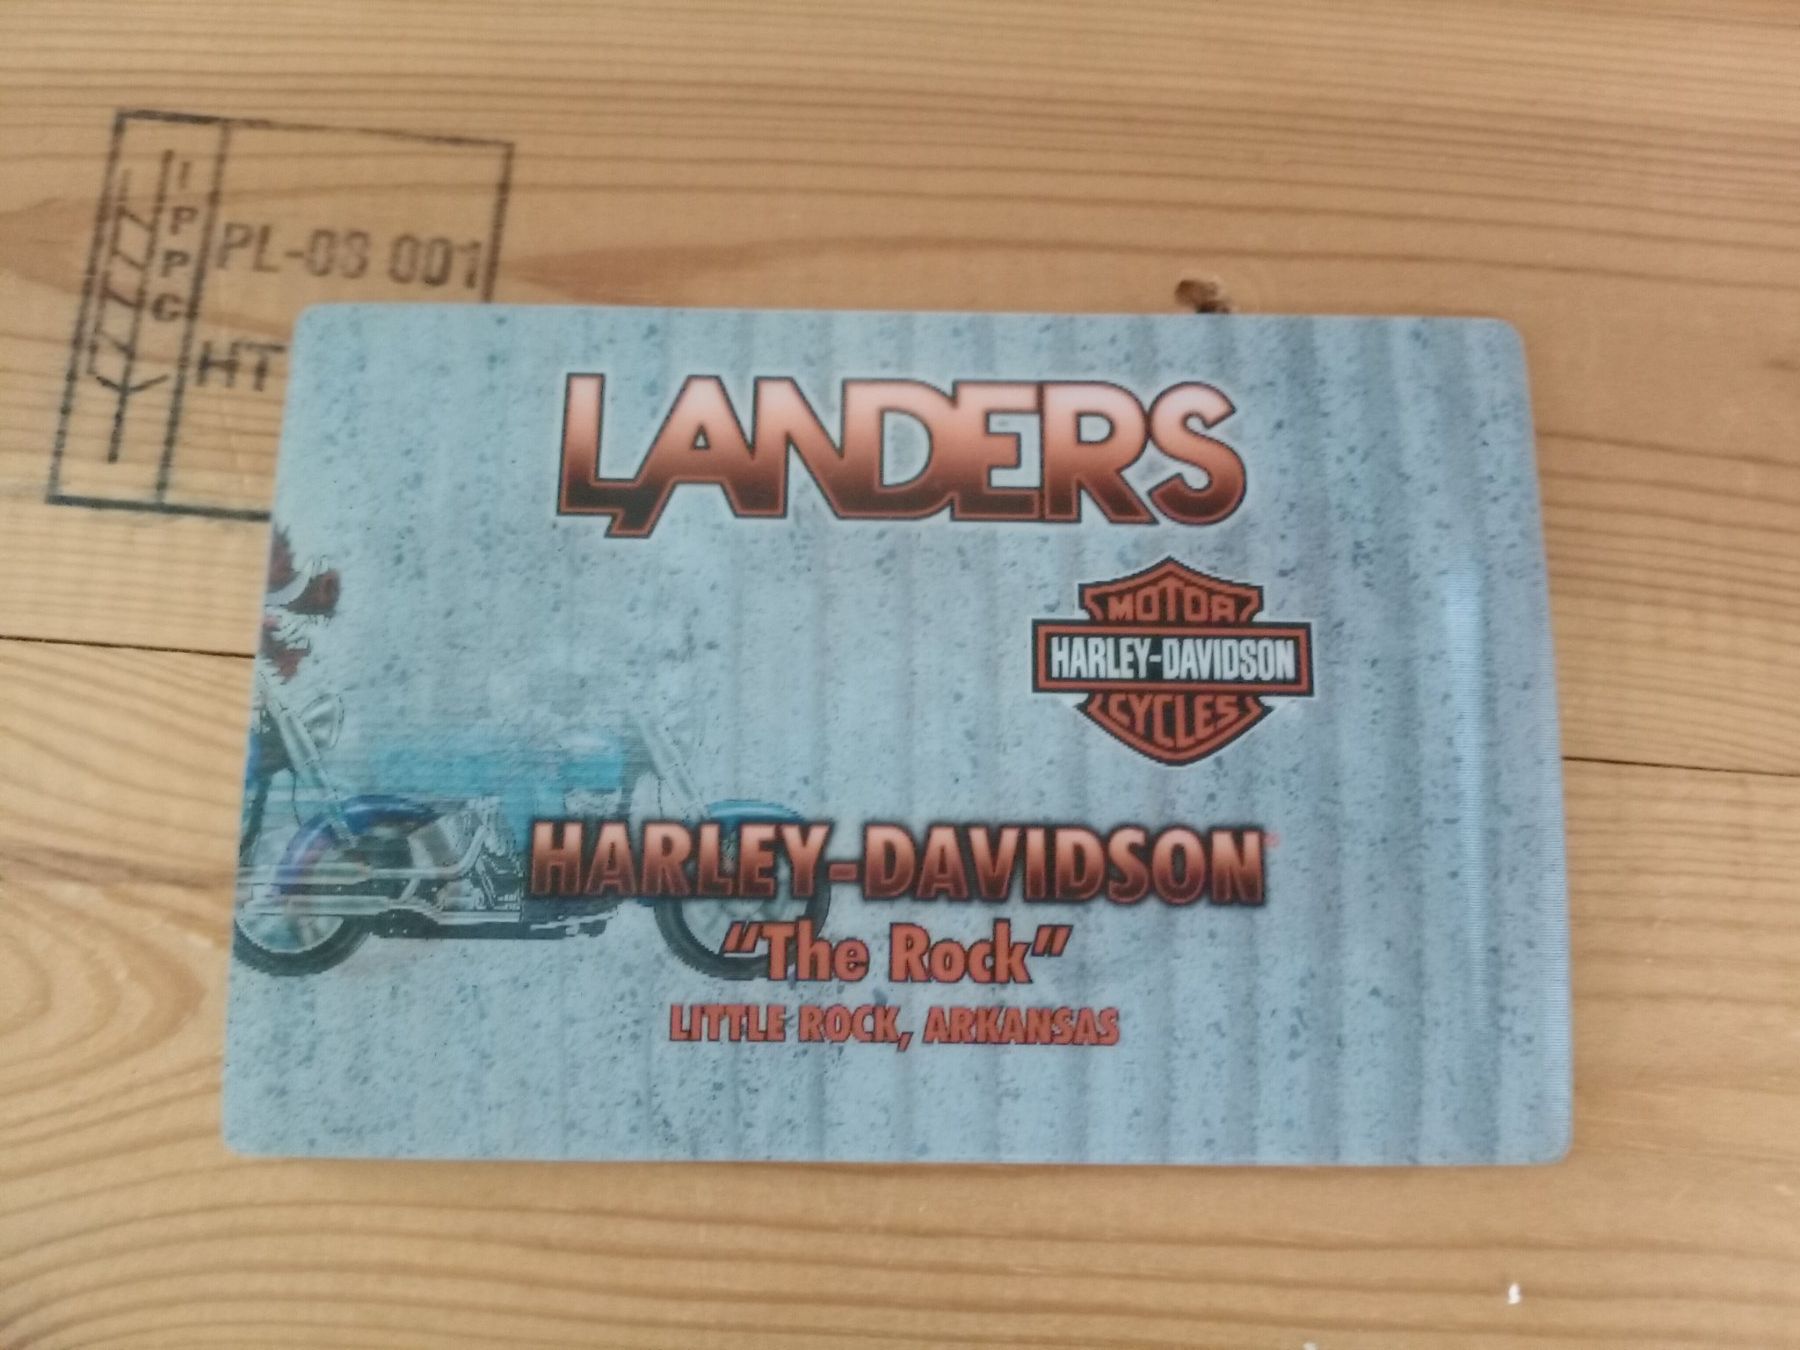 IPPC
PL-08 001
HT
LANDERS
MOTOR
HARLEY-DAVIDSON
CYCLES
HARLEY-DAVIDSON
"The Rock"
LITTLE ROCK, ARKANSAS